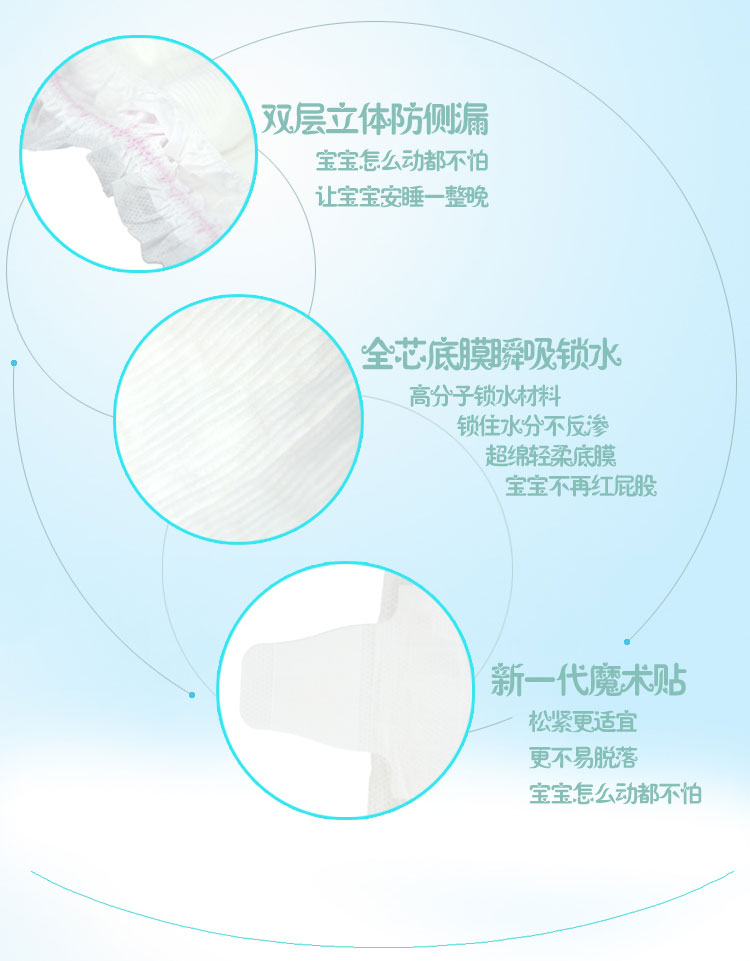 双层立体防侧漏
宝宝怎么动都不怕
让宝宝安睡一整晚
全芯底膜瞬吸锁水
高分子锁水材料
锁住水分不反渗
超绵轻柔底膜
宝宝不再红屁股
新一代魔术贴
松紧更适宜
更不易脱落
宝宝怎么动都不怕